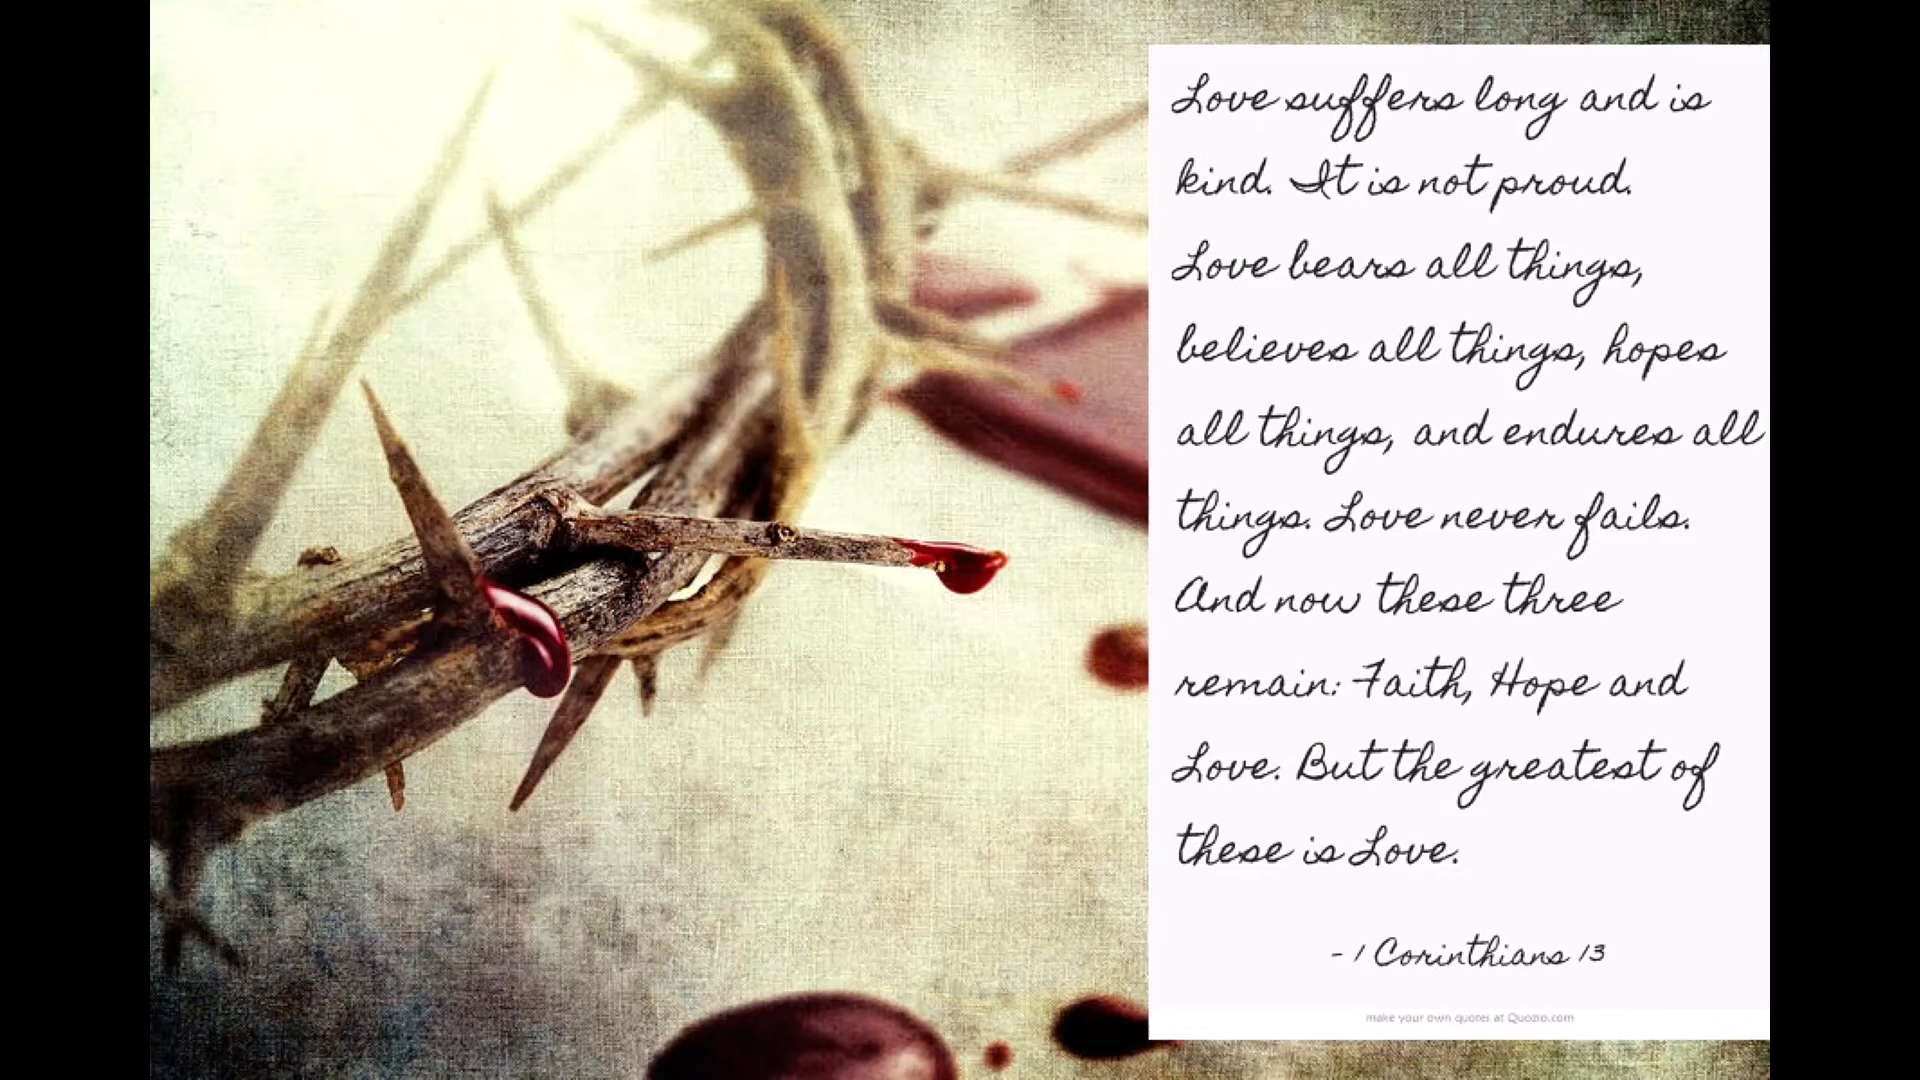 Love suffers long and is
kind. It is not proud.
Love bears all things,
believes all things, hopes
all things, and endures all
things. Love never fails.
And now these three
remain: Faith, Hope and
Love. But the greatest of
these is Love.
- 1 Corinthians 13
make your own quotes at Quozio.com